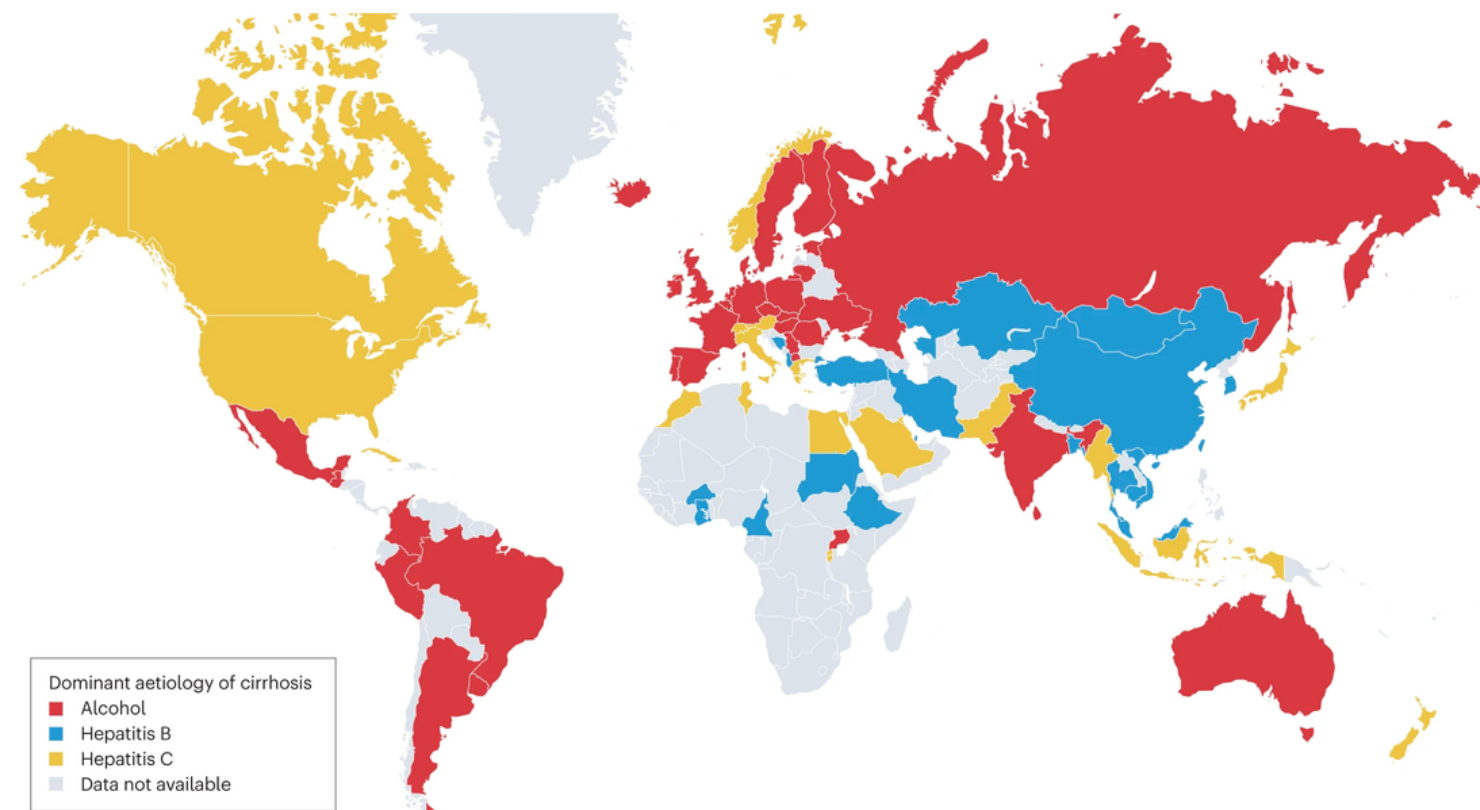 Dominant aetiology of cirrhosis
Alcohol
Hepatitis B
Hepatitis C
Data not available